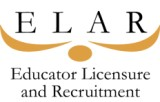 ELAR
Educator Licensure
and Recruitment